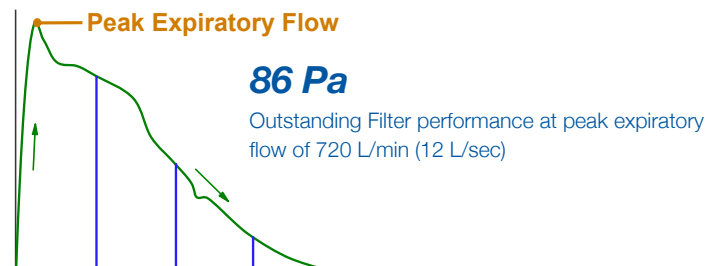 Peak Expiratory Flow
86 Pa
Outstanding Filter performance at peak expiratory
flow of 720 L/min (12 L/sec)